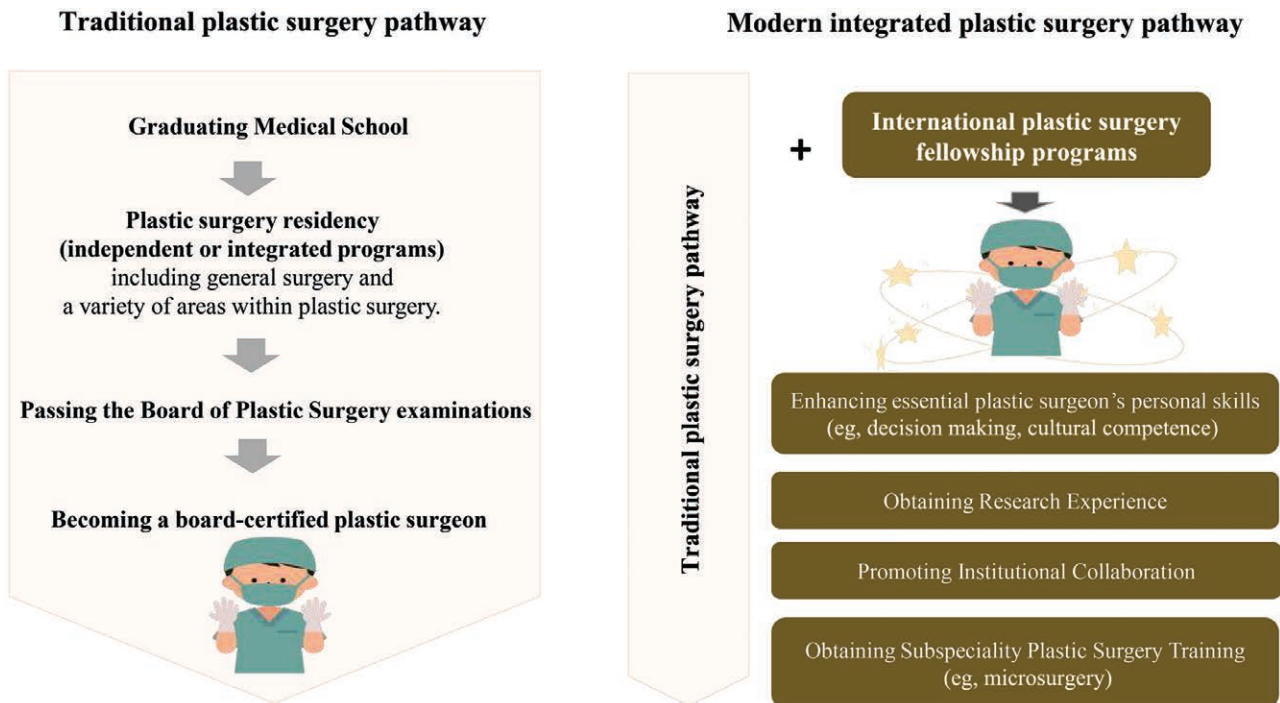 Traditional plastic surgery pathway
Graduating Medical School
Plastic surgery residency
(independent or integrated programs)
including general surgery and
a variety of areas within plastic surgery.
Passing the Board of Plastic Surgery examinations
Becoming a board-certified plastic surgeon
Modern integrated plastic surgery pathway
Traditional plastic surgery pathway
+
International plastic surgery
fellowship programs
Enhancing essential plastic surgeon's personal skills
(eg, decision making, cultural competence)
Obtaining Research Experience
Promoting Institutional Collaboration
Obtaining Subspeciality Plastic Surgery Training
(eg, microsurgery)